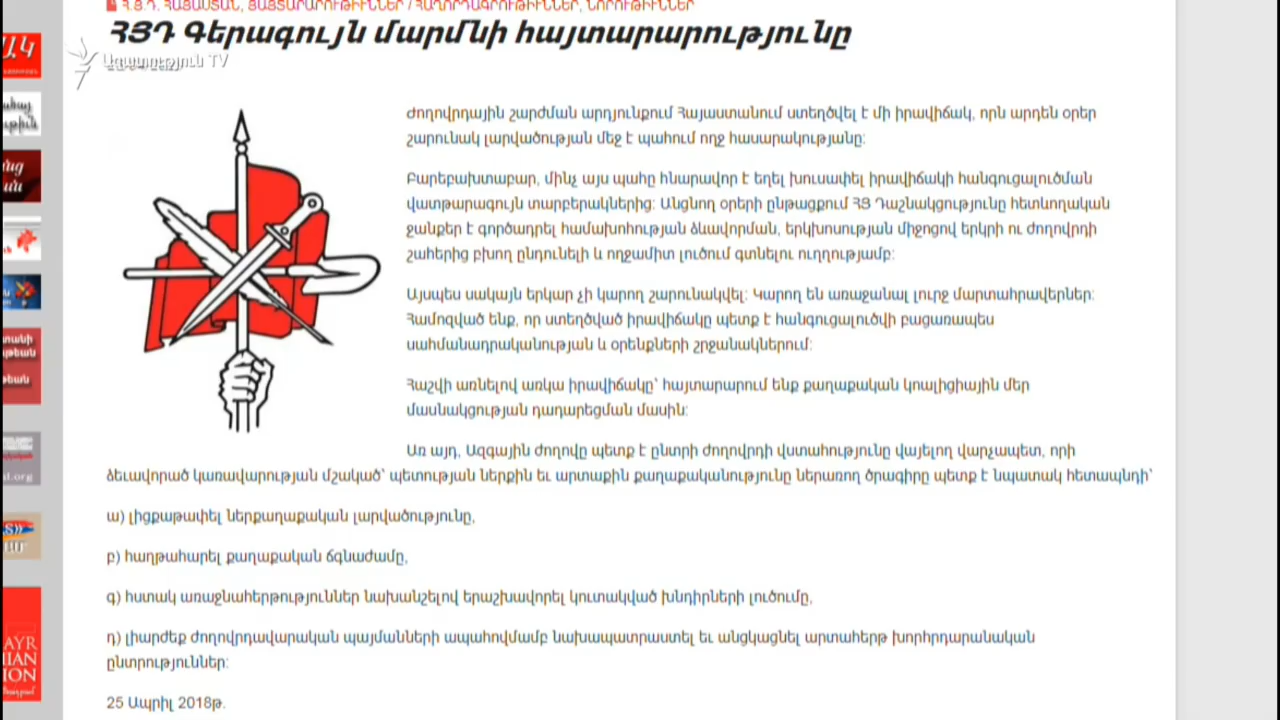 Հ.Յ.Դ. ՀԱՅԱՍՏԱՆ, ՅԱՅՏԱՐԱՐՈՒԹԻՒՆՆԵՐ / ՀԱՂՈՐԴԱԳՐՈՒԹԻՒՆՆԵՐ, ՆՈՐՈՒԹԻՒՆՆԵՐ
ՀՅԴ Գերագույն մարմնի հայտարարությունը
Ազատություն TV
Ժողովրդային շարժման արդյունքում Հայաստանում ստեղծվել է մի իրավիճակ, որն արդեն օրեր
շարունակ լարվածության մեջ է պահում ողջ հասարակությանը:
Բարեբախտաբար, մինչ այս պահը հնարավոր է եղել խուսափել իրավիճակի հանգուցալուծման
վատթարագույն տարբերակներից: Անցնող օրերի ընթացքում ՀՅ Դաշնակցությունը հետևողական
ջանքեր է գործադրել համախոհության ձևավորման, երկխոսության միջոցով երկրի ու ժողովրդի
շահերից բխող ընդունելի և ողջամիտ լուծում գտնելու ուղղությամբ:
Այսպես սակայն երկար չի կարող շարունակվել: Կարող են առաջանալ լուրջ մարտահրավերներ:
Համոզված ենք, որ ստեղծված իրավիճակը պետք է հանգուցալուծվի բացառապես
սահմանադրականության և օրենքների շրջանակներում:
Հաշվի առնելով առկա իրավիճակը՝ հայտարարում ենք քաղաքական կոալիցիային մեր
մասնակցության դադարեցման մասին:
Առ այդ, Ազգային ժողովը պետք է ընտրի ժողովրդի վստահությունը վայելող վարչապետ, որի
ձեւավորած կառավարության մշակած՝ պետության ներքին եւ արտաքին քաղաքականությունը ներառող ծրագիրը պետք է նպատակ հետապնդի՝
ա) լիցքաթափել ներքաղաքական լարվածությունը,
բ) հաղթահարել քաղաքական ճգնաժամը,
գ) հստակ առաջնահերթություններ նախանշելով երաշխավորել կուտակված խնդիրների լուծումը,
դ) լիարժեք ժողովրդավարական պայմանների ապահովմամբ նախապատրաստել եւ անցկացնել արտահերթ խորհրդարանական
ընտրություններ:
25 Ապրիլ 2018թ.